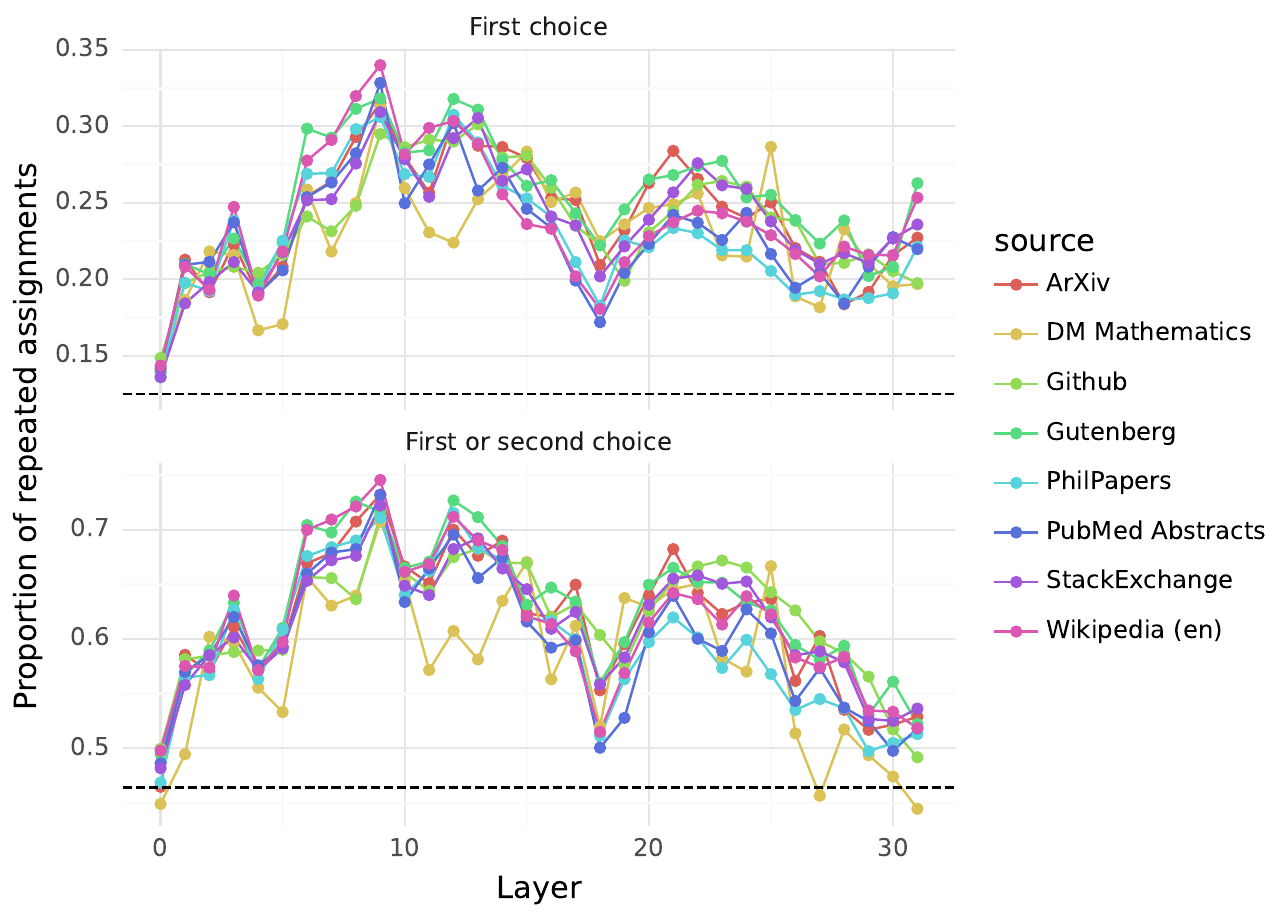 First choice
0.35
0.30
0.25
0.20
0.15
Proportion of repeated assignments
First or second choice
0.7
0.6
0.5
0
10
20
30
Layer
source
ArXiv
DM Mathematics
Github
Gutenberg
PhilPapers
PubMed Abstracts
StackExchange
Wikipedia (en)